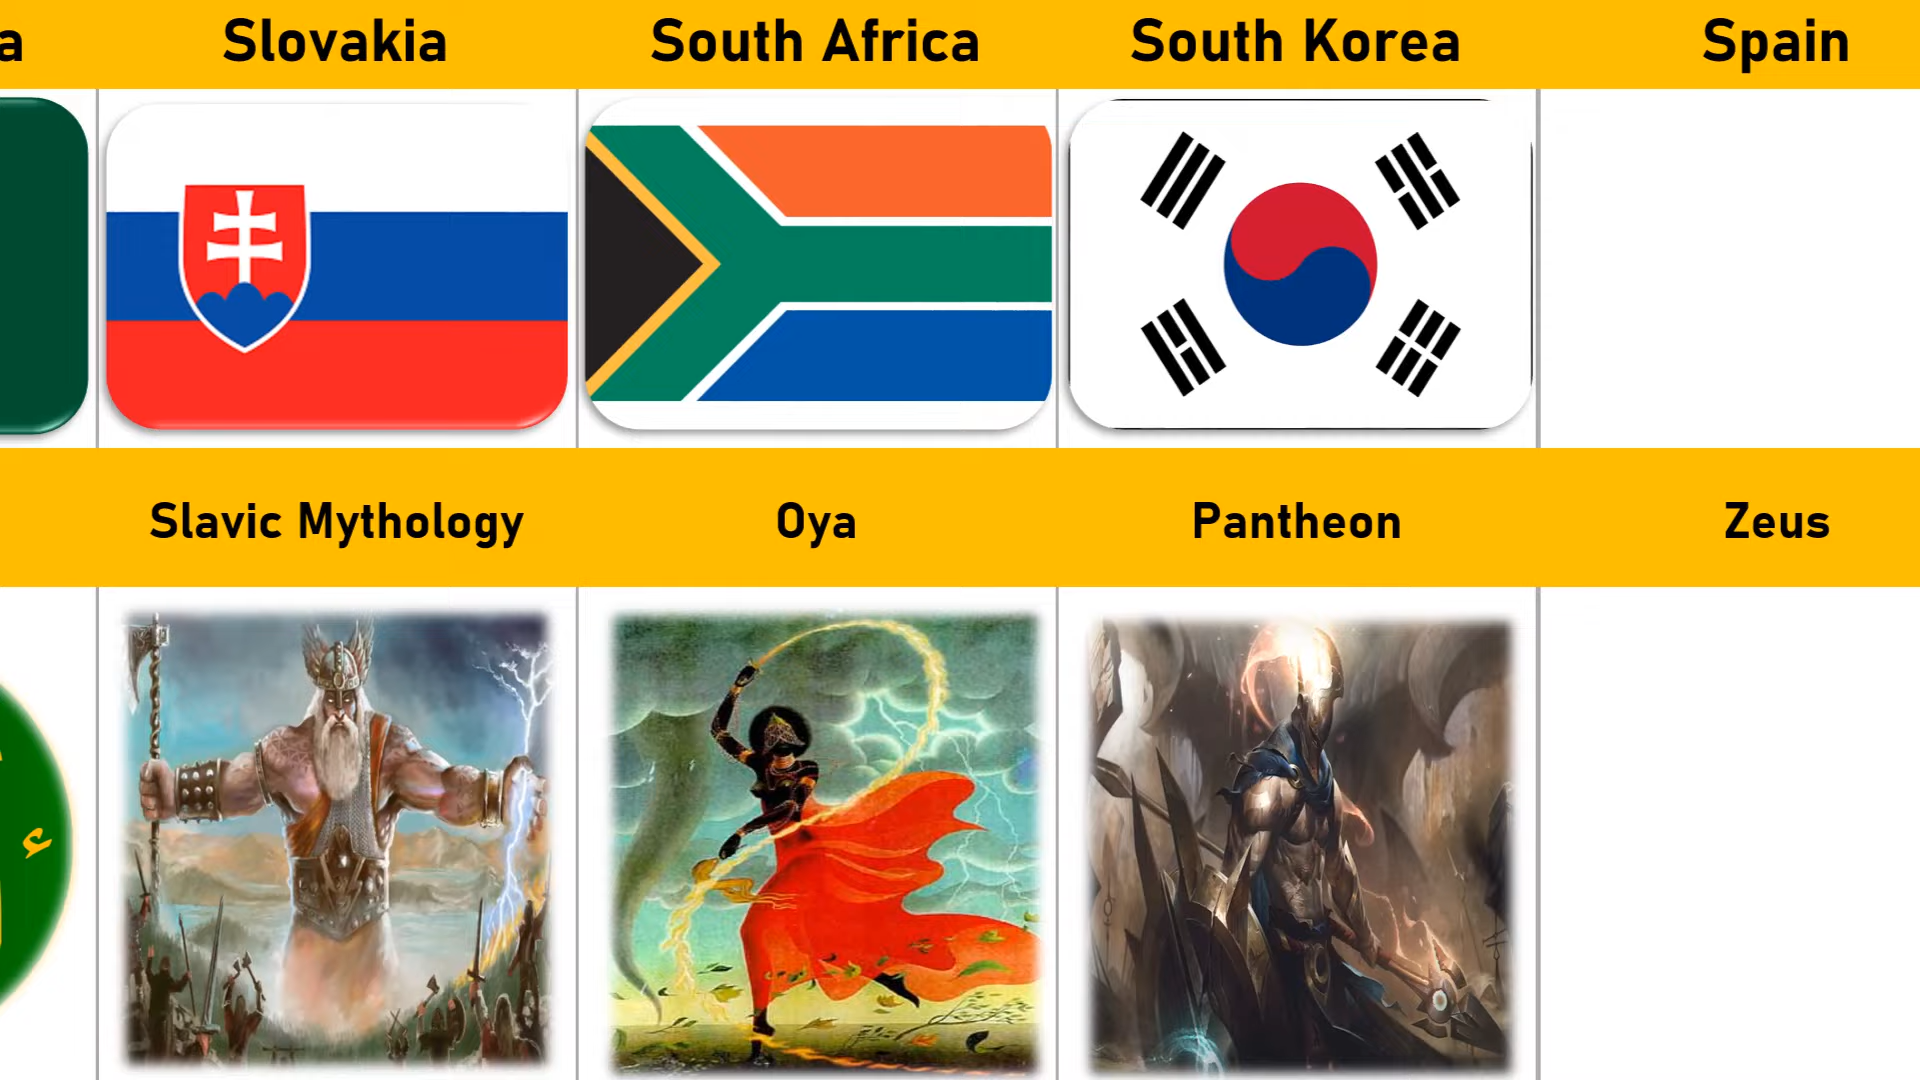 a
Slovakia
South Africa
South Korea
Spain
Slavic Mythology
Oya
Pantheon
Zeus